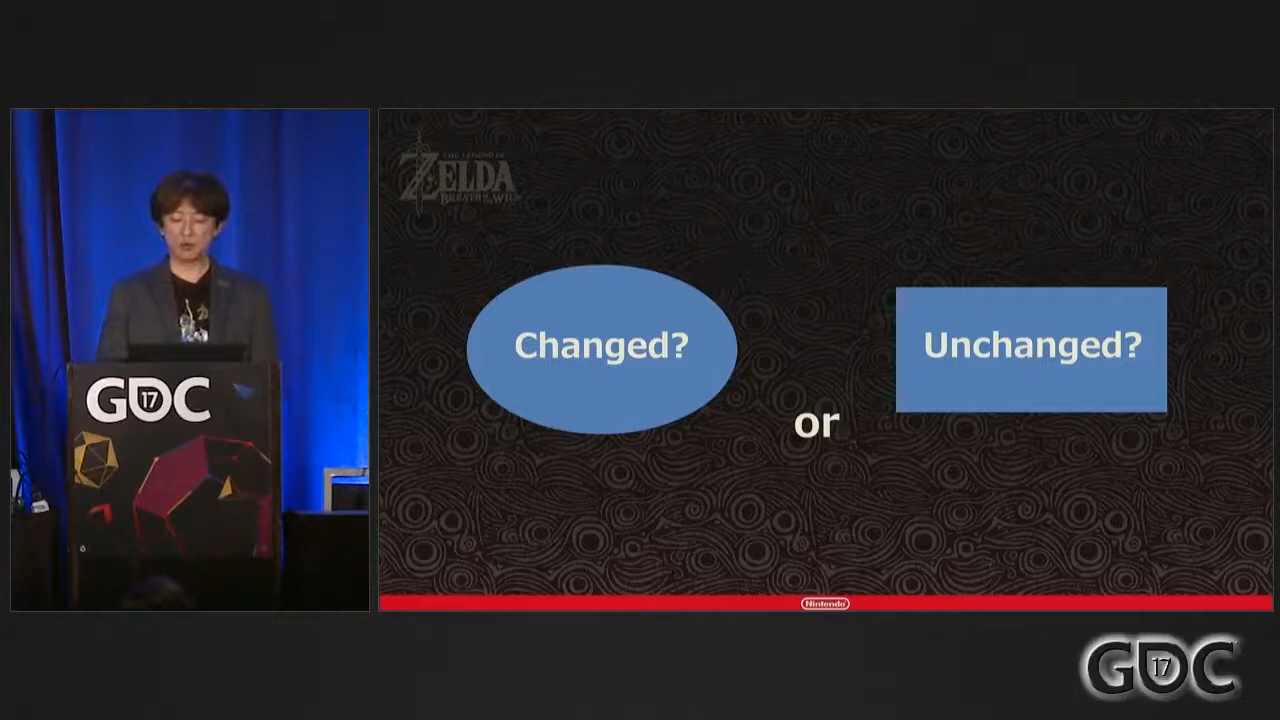 THE LEGEND OF
ZELDA
BREATH OF THE WILD
Changed?
or
Unchanged?
GDC
17
Nintendo
GDC
17